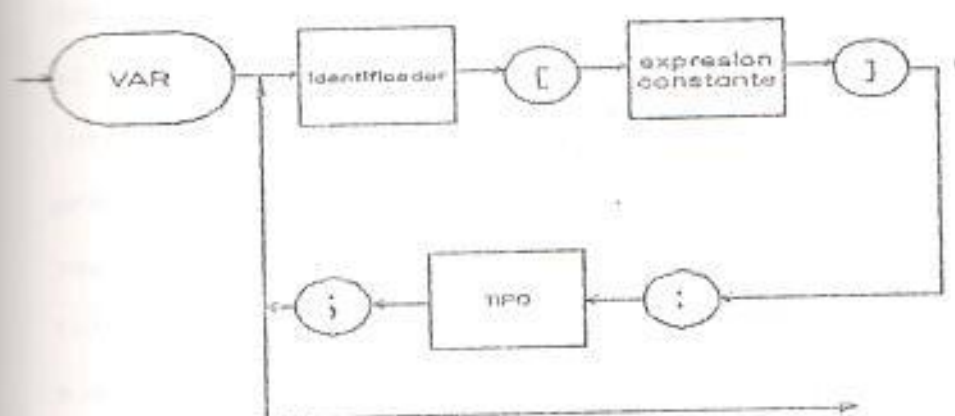 VAR
identificador
[
expresion
constante
]
;
TIPO
: